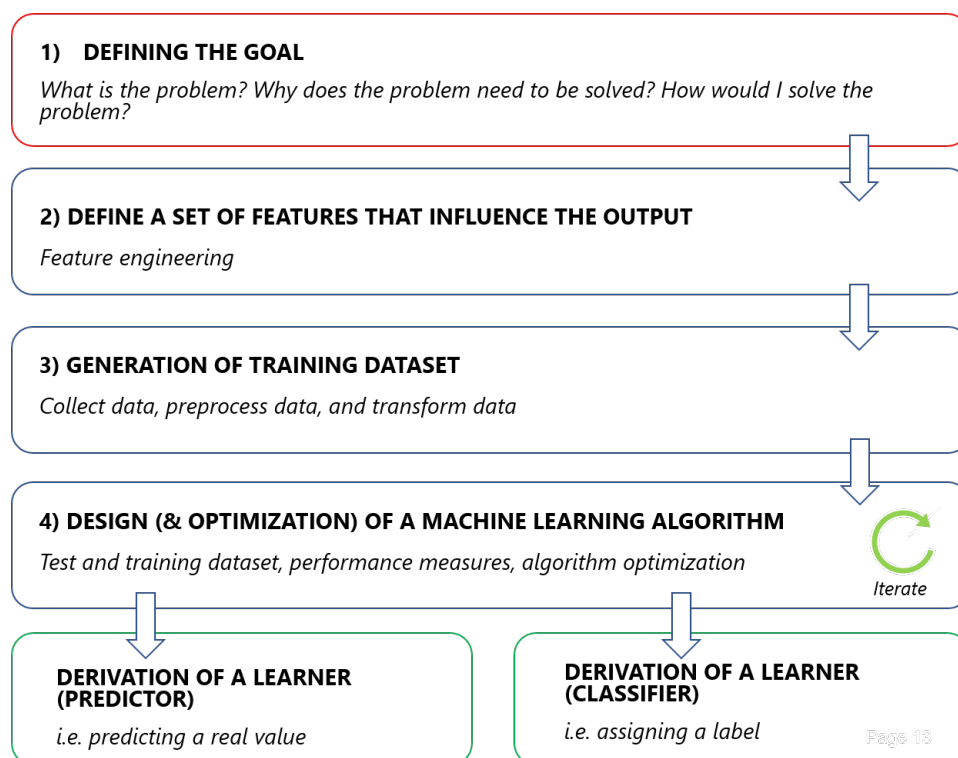 1) DEFINING THE GOAL
What is the problem? Why does the problem need to be solved? How would I solve the
problem?
2) DEFINE A SET OF FEATURES THAT INFLUENCE THE OUTPUT
Feature engineering
3) GENERATION OF TRAINING DATASET
Collect data, preprocess data, and transform data
4) DESIGN (& OPTIMIZATION) OF A MACHINE LEARNING ALGORITHM
Test and training dataset, performance measures, algorithm optimization
Iterate
DERIVATION OF A LEARNER
(PREDICTOR)
i.e. predicting a real value
DERIVATION OF A LEARNER
(CLASSIFIER)
i.e. assigning a label
Page 13